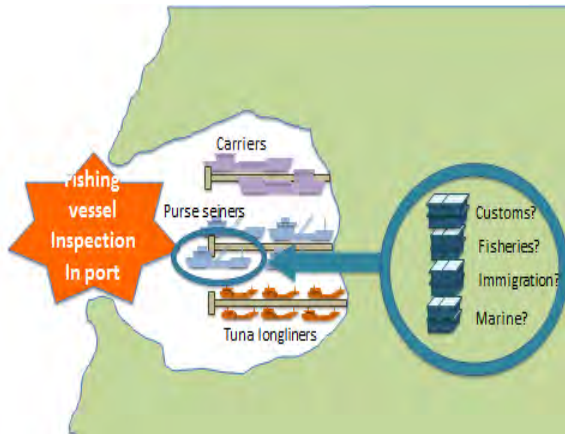 Fishing
vessel
Inspection
In port
Carriers
Purse seiners
Tuna longliners
Customs?
Fisheries?
Immigration?
Marine?